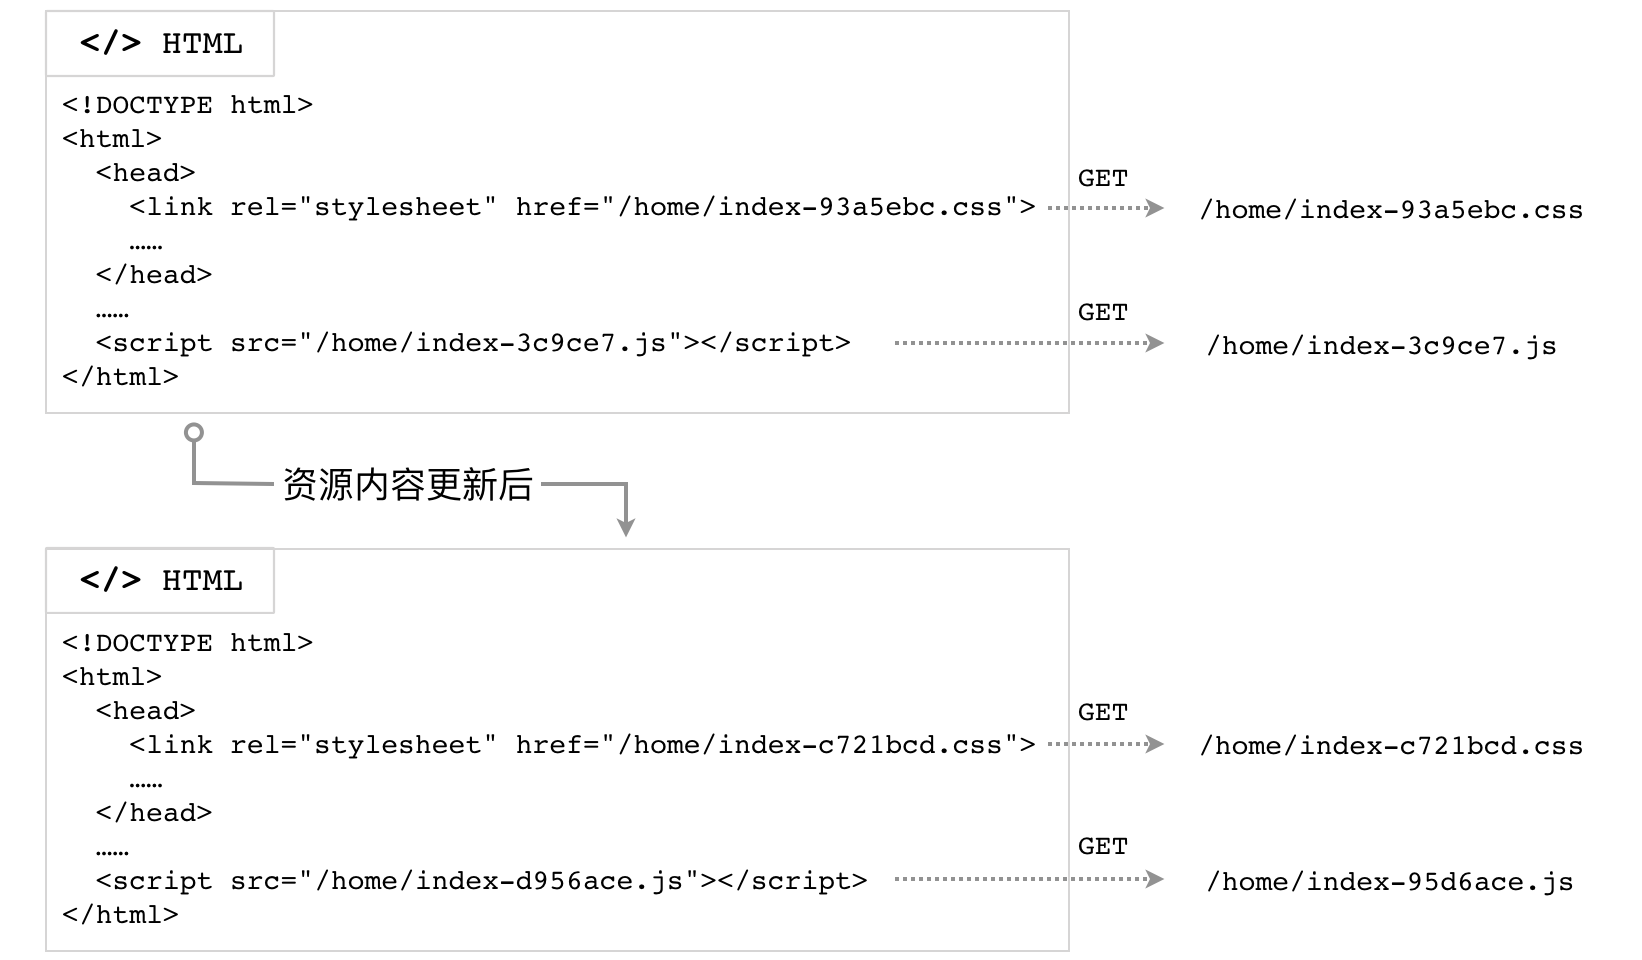 </> HTML
<!DOCTYPE html>
<html>
<head>
GET
<link rel="stylesheet" href="/home/index-93a5ebc.css">
/home/index-93a5ebc.css
……
</head>
……
GET
<script src="/home/index-3c9ce7.js"></script>
/home/index-3c9ce7.js
</html>
资源内容更新后
</> HTML
<!DOCTYPE html>
<html>
<head>
GET
<link rel="stylesheet" href="/home/index-c721bcd.css">
/home/index-c721bcd.css
……
</head>
……
GET
<script src="/home/index-d956ace.js"></script>
/home/index-95d6ace.js
</html>